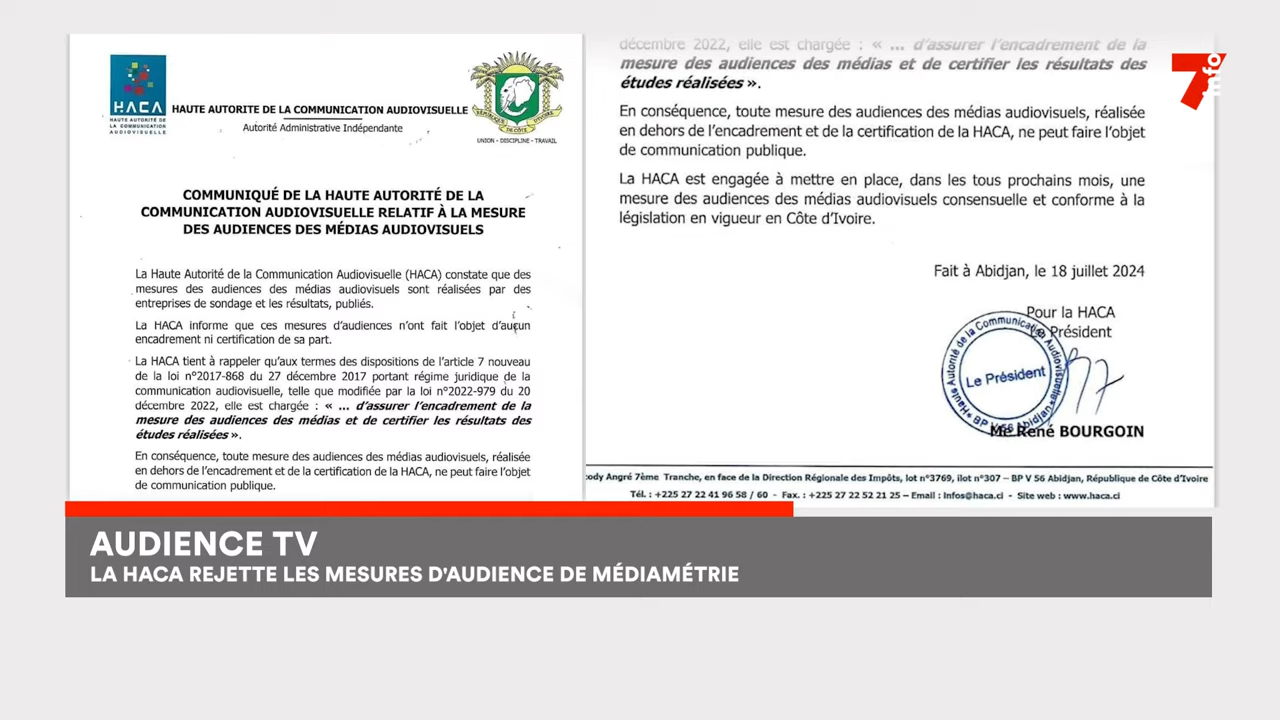 HACA
HAUTE AUTORITÉ DE
LA COMMUNICATION
AUDIOVISUELLE
HAUTE AUTORITE DE LA COMMUNICATION AUDIOVISUELLE
Autorité Administrative Indépendante
REPUBLIQUE DE CÔTE D'IVOIRE
UNION - DISCIPLINE - TRAVAIL
COMMUNIQUÉ DE LA HAUTE AUTORITÉ DE LA
COMMUNICATION AUDIOVISUELLE RELATIF À LA MESURE
DES AUDIENCES DES MÉDIAS AUDIOVISUELS
La Haute Autorité de la Communication Audiovisuelle (HACA) constate que des
mesures des audiences des médias audiovisuels sont réalisées par des
entreprises de sondage et les résultats, publiés.
La HACA informe que ces mesures d'audiences n'ont fait l'objet d'aucun
encadrement ni certification de sa part.
La HACA tient à rappeler qu'aux termes des dispositions de l'article 7 nouveau
de la loi n°2017-868 du 27 décembre 2017 portant régime juridique de la
communication audiovisuelle, telle que modifiée par la loi n°2022-979 du 20
décembre 2022, elle est chargée : « ... d'assurer l'encadrement de la
mesure des audiences des médias et de certifier les résultats des
études réalisées ».
En conséquence, toute mesure des audiences des médias audiovisuels, réalisée
en dehors de l'encadrement et de la certification de la HACA, ne peut faire l'objet
de communication publique.
décembre 2022, elle est chargée : « ... d'assurer l'encadrement de la
mesure des audiences des médias et de certifier les résultats des
études réalisées ».
En conséquence, toute mesure des audiences des médias audiovisuels, réalisée
en dehors de l'encadrement et de la certification de la HACA, ne peut faire l'objet
de communication publique.
La HACA est engagée à mettre en place, dans les tous prochains mois, une
mesure des audiences des médias audiovisuels consensuelle et conforme à la
législation en vigueur en Côte d'Ivoire.
Fait à Abidjan, le 18 juillet 2024
Pour la HACA
Le Président
Haute Autorité de la Communication Audiovisuelle
BP V 56 Abidjan
Le Président
Me René BOURGOIN
cody Angré 7ème Tranche, en face de la Direction Régionale des Impôts, lot n°3769, ilot n°307 – BP V 56 Abidjan, République de Côte d'Ivoire
Tél. : +225 27 22 41 96 58 / 60 - Fax. : +225 27 22 52 21 25 – Email : Infos@haca.ci - Site web : www.haca.ci
7info
AUDIENCE TV
LA HACA REJETTE LES MESURES D'AUDIENCE DE MÉDIAMÉTRIE